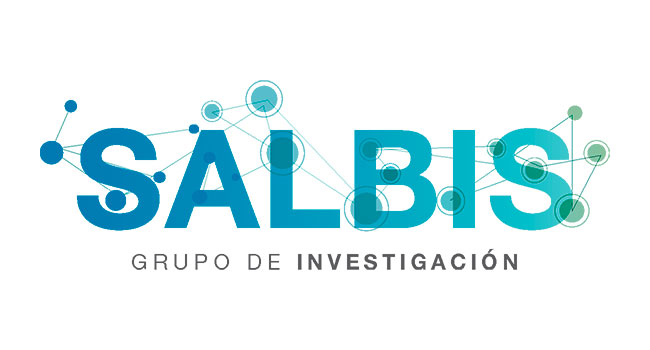 SALBIS
GRUPO DE INVESTIGACIÓN